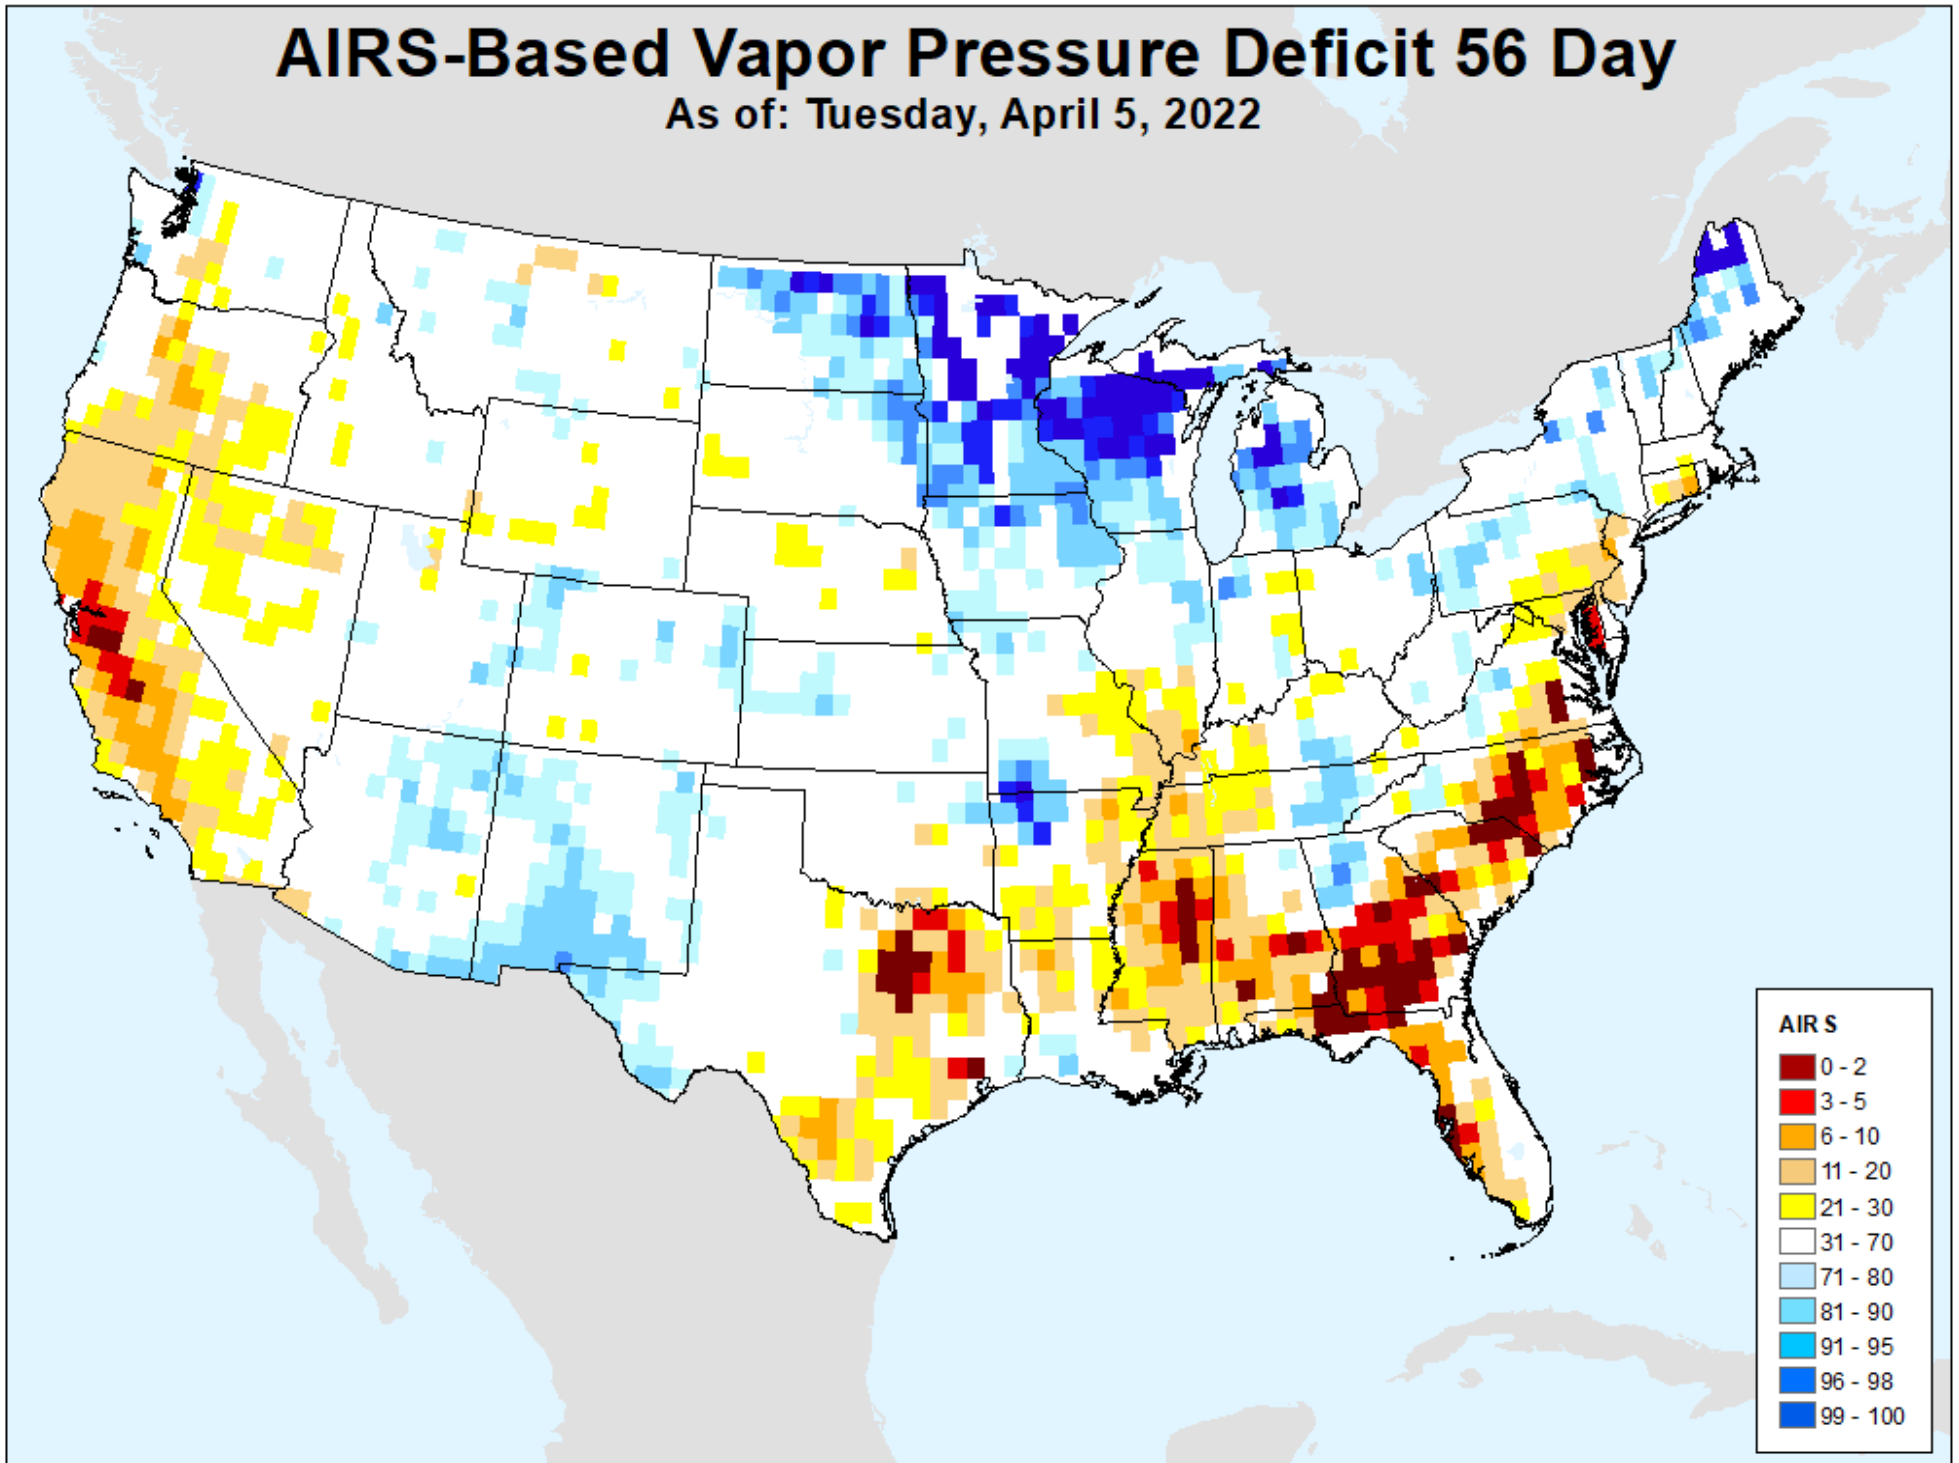 AIRS-Based Vapor Pressure Deficit 56 Day
As of: Tuesday, April 5, 2022
AIRS
0 - 2
3 - 5
6 - 10
11 - 20
21 - 30
31 - 70
71 - 80
81 - 90
91 - 95
96 - 98
99 - 100